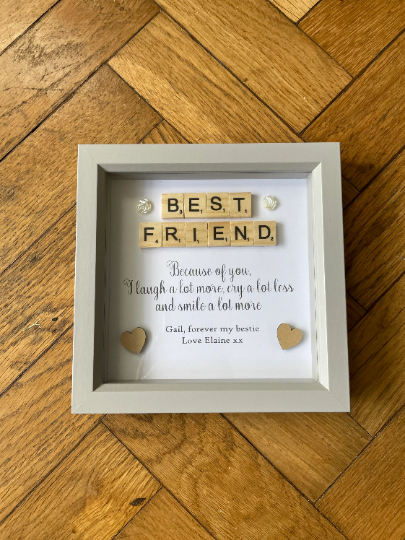 BEST
FRIEND
Because of you,
I laugh a lot more, cry a lot less
and smile a lot more
Gail, forever my bestie
Love Elaine xx